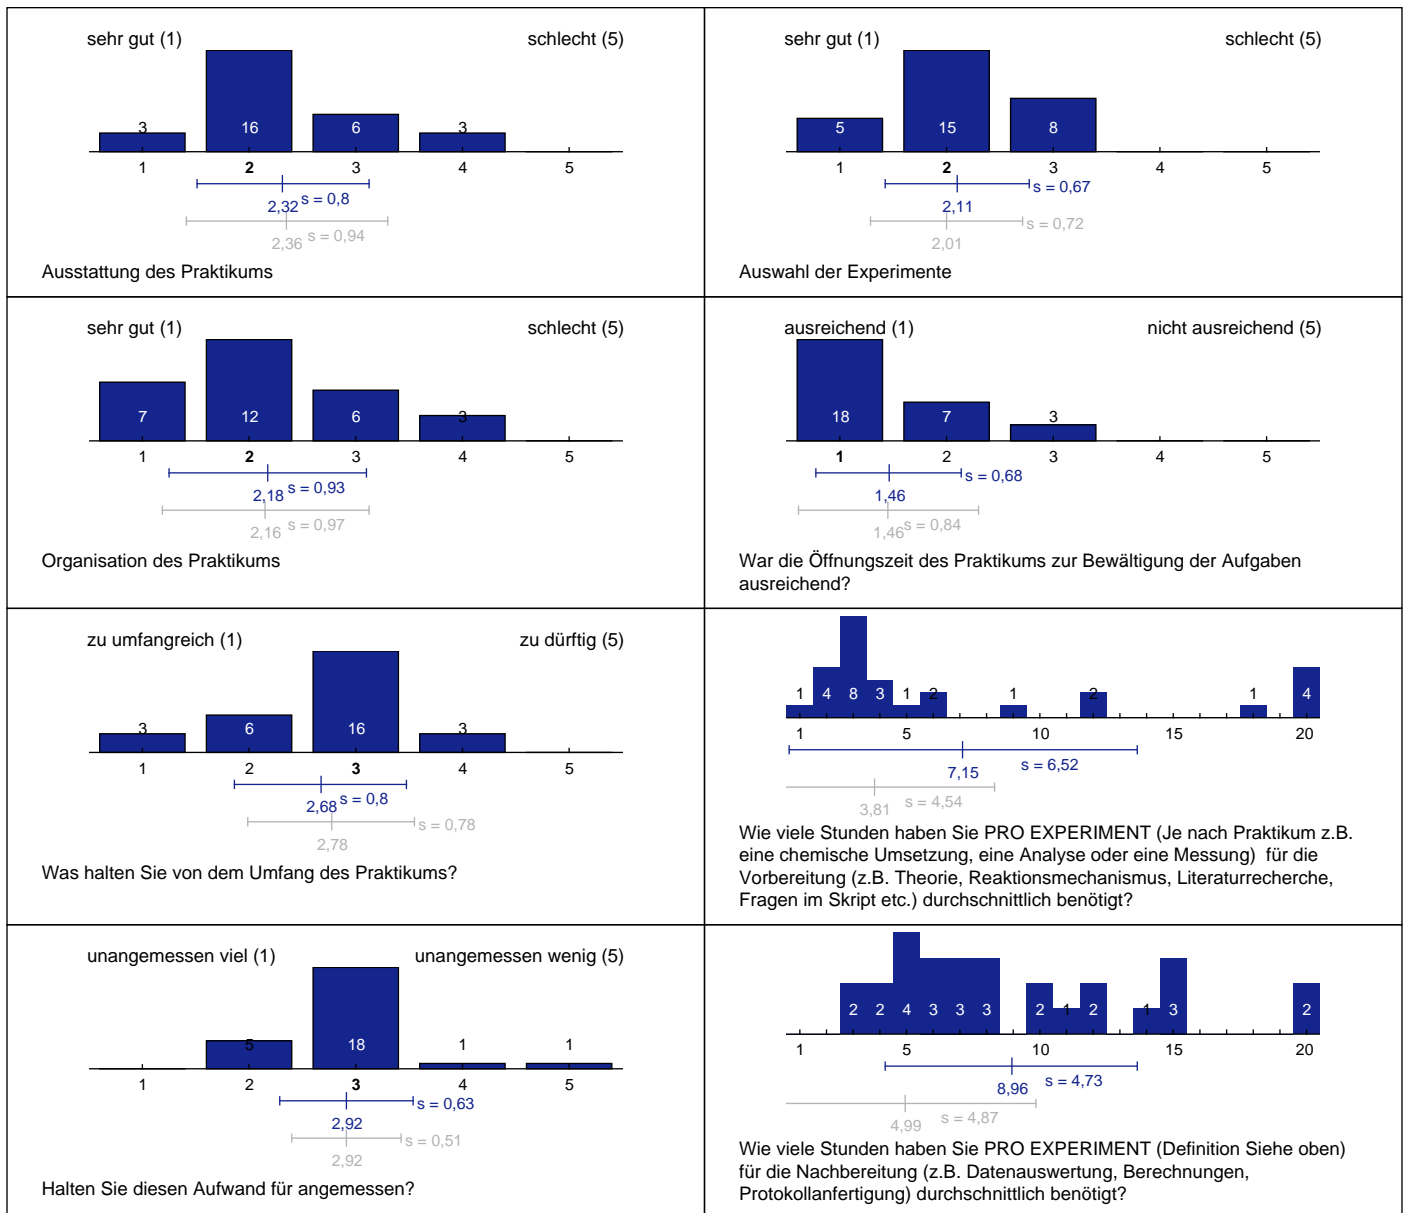 sehr gut (1) schlecht (5)
3 16 6 3
1 2 3 4 5
2,32 s = 0,8
2,36 s = 0,94
Ausstattung des Praktikums
sehr gut (1) schlecht (5)
5 15 8
1 2 3 4 5
s = 0,67
2,11
s = 0,72
2,01
Auswahl der Experimente
sehr gut (1) schlecht (5)
7 12 6 3
1 2 3 4 5
2,18 s = 0,93
2,16 s = 0,97
Organisation des Praktikums
ausreichend (1) nicht ausreichend (5)
18 7 3
1 2 3 4 5
s = 0,68
1,46
1,46 s = 0,84
War die Öffnungszeit des Praktikums zur Bewältigung der Aufgaben
ausreichend?
zu umfangreich (1) zu dürftig (5)
3 6 16 3
1 2 3 4 5
2,68 s = 0,8
s = 0,78
2,78
Was halten Sie von dem Umfang des Praktikums?
1 4 8 3 1 2 1 2 1 4
1 5 10 15 20
7,15 s = 6,52
3,81 s = 4,54
Wie viele Stunden haben Sie PRO EXPERIMENT (Je nach Praktikum z.B.
eine chemische Umsetzung, eine Analyse oder eine Messung) für die
Vorbereitung (z.B. Theorie, Reaktionsmechanismus, Literaturrecherche,
Fragen im Skript etc.) durchschnittlich benötigt?
unangemessen viel (1) unangemessen wenig (5)
5 18 1 1
1 2 3 4 5
s = 0,63
2,92
s = 0,51
2,92
Halten Sie diesen Aufwand für angemessen?
2 2 4 3 3 3 2 1 2 1 3 2
1 5 10 15 20
8,96 s = 4,73
4,99 s = 4,87
Wie viele Stunden haben Sie PRO EXPERIMENT (Definition Siehe oben)
für die Nachbereitung (z.B. Datenauswertung, Berechnungen,
Protokollanfertigung) durchschnittlich benötigt?